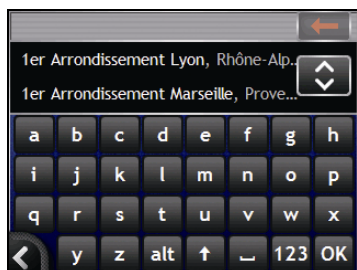 1er Arrondissement Lyon, Rhône-Alp...
1er Arrondissement Marseille, Prove...
a b c d e f g h
i j k l m n o p
q r s t u v w x
y z alt 123 OK